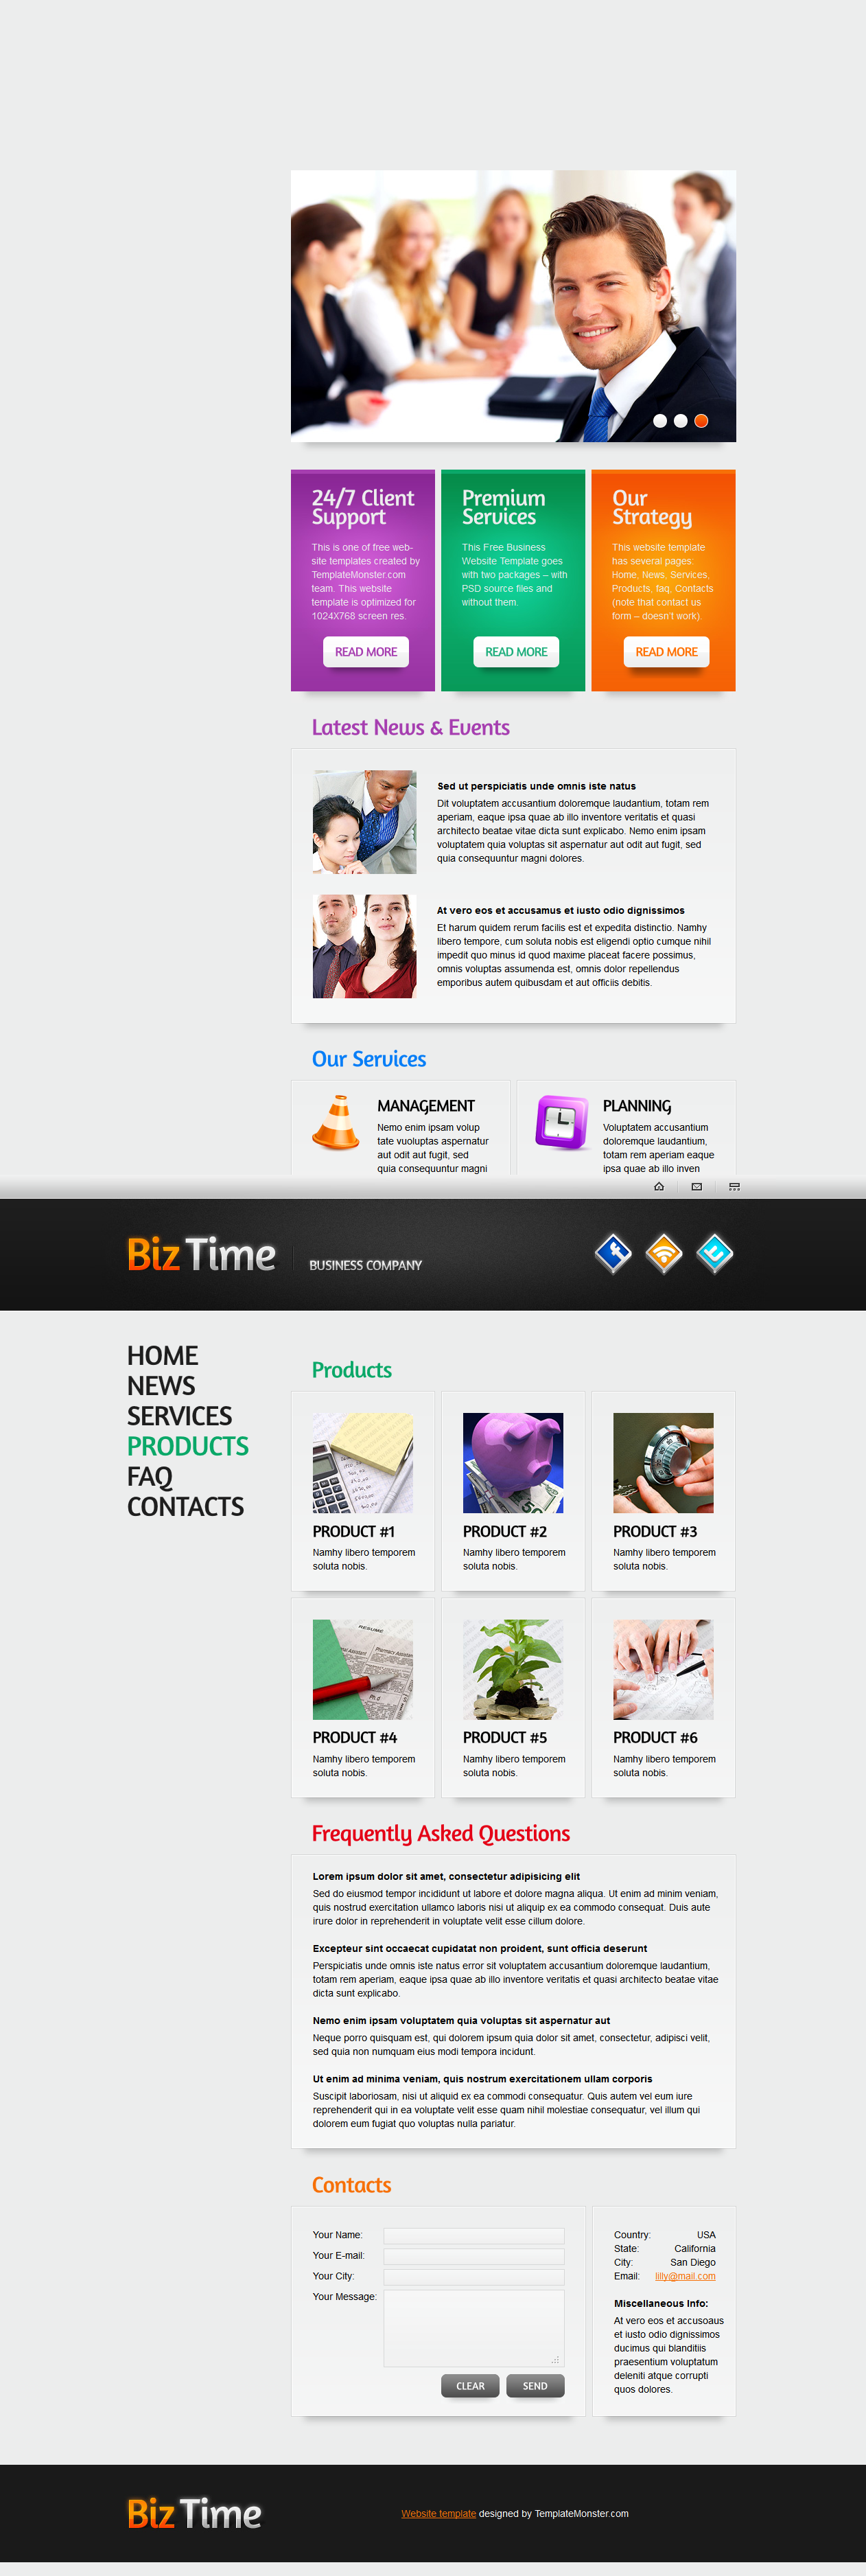 24/7 Client
Support
This is one of free web-
site templates created by
TemplateMonster.com
team. This website
template is optimized for
1024X768 screen res.
READ MORE
Premium
Services
This Free Business
Website Template goes
with two packages – with
PSD source files and
without them.
READ MORE
Our
Strategy
This website template
has several pages:
Home, News, Services,
Products, faq, Contacts
(note that contact us
form – doesn't work).
READ MORE
Latest News & Events
Sed ut perspiciatis unde omnis iste natus
Dit voluptatem accusantium doloremque laudantium, totam rem
aperiam, eaque ipsa quae ab illo inventore veritatis et quasi
architecto beatae vitae dicta sunt explicabo. Nemo enim ipsam
voluptatem quia voluptas sit aspernatur aut odit aut fugit, sed
quia consequuntur magni dolores.
At vero eos et accusamus et iusto odio dignissimos
Et harum quidem rerum facilis est et expedita distinctio. Namhy
libero tempore, cum soluta nobis est eligendi optio cumque nihil
impedit quo minus id quod maxime placeat facere possimus,
omnis voluptas assumenda est, omnis dolor repellendus
emporibus autem quibusdam et aut officiis debitis.
Our Services
MANAGEMENT
Nemo enim ipsam volup
tate vuoluptas aspernatur
aut odit aut fugit, sed
quia consequuntur magni
PLANNING
Voluptatem accusantium
doloremque laudantium,
totam rem aperiam eaque
ipsa quae ab illo inven
Biz Time
BUSINESS COMPANY
HOME
NEWS
SERVICES
PRODUCTS
FAQ
CONTACTS
Products
PRODUCT #1
Namhy libero temporem
soluta nobis.
PRODUCT #2
Namhy libero temporem
soluta nobis.
PRODUCT #3
Namhy libero temporem
soluta nobis.
RESUME
PRODUCT #4
Namhy libero temporem
soluta nobis.
PRODUCT #5
Namhy libero temporem
soluta nobis.
PRODUCT #6
Namhy libero temporem
soluta nobis.
Frequently Asked Questions
Lorem ipsum dolor sit amet, consectetur adipisicing elit
Sed do eiusmod tempor incididunt ut labore et dolore magna aliqua. Ut enim ad minim veniam,
quis nostrud exercitation ullamco laboris nisi ut aliquip ex ea commodo consequat. Duis aute
irure dolor in reprehenderit in voluptate velit esse cillum dolore.
Excepteur sint occaecat cupidatat non proident, sunt officia deserunt
Perspiciatis unde omnis iste natus error sit voluptatem accusantium doloremque laudantium,
totam rem aperiam, eaque ipsa quae ab illo inventore veritatis et quasi architecto beatae vitae
dicta sunt explicabo.
Nemo enim ipsam voluptatem quia voluptas sit aspernatur aut
Neque porro quisquam est, qui dolorem ipsum quia dolor sit amet, consectetur, adipisci velit,
sed quia non numquam eius modi tempora incidunt.
Ut enim ad minima veniam, quis nostrum exercitationem ullam corporis
Suscipit laboriosam, nisi ut aliquid ex ea commodi consequatur. Quis autem vel eum iure
reprehenderit qui in ea voluptate velit esse quam nihil molestiae consequatur, vel illum qui
dolorem eum fugiat quo voluptas nulla pariatur.
Contacts
Your Name:
Your E-mail:
Your City:
Your Message:
CLEAR
SEND
Country: USA
State: California
City: San Diego
Email: lilly@mail.com
Miscellaneous Info:
At vero eos et accusoaus
et iusto odio dignissimos
ducimus qui blanditiis
praesentium voluptatum
deleniti atque corrupti
quos dolores.
Biz Time
Website template designed by TemplateMonster.com